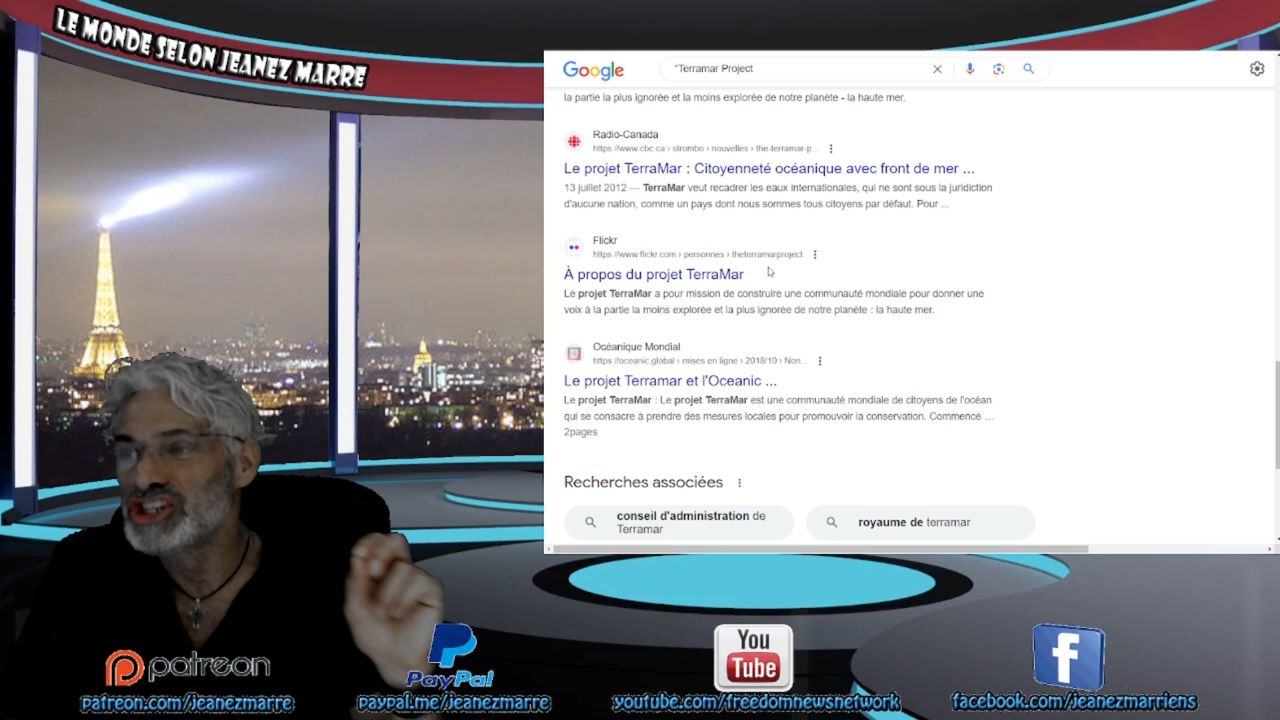 LE MONDE SELON JEANEZ MARRE
Google
"Terramar Project
la partie la plus ignorée et la moins explorée de notre planète - la haute mer.
Radio-Canada
https://www.cbc.ca › strombo › nouvelles › the-terramar-p...
Le projet TerraMar : Citoyenneté océanique avec front de mer ...
13 juillet 2012 — TerraMar veut recadrer les eaux internationales, qui ne sont sous la juridiction
d'aucune nation, comme un pays dont nous sommes tous citoyens par défaut. Pour ...
Flickr
https://www.flickr.com › personnes › theterramarproject
À propos du projet TerraMar
Le projet TerraMar a pour mission de construire une communauté mondiale pour donner une
voix à la partie la moins explorée et la plus ignorée de notre planète : la haute mer.
Océanique Mondial
https://oceanic.global › mises en ligne › 2018/10 › Non...
Le projet Terramar et l'Oceanic ...
Le projet TerraMar : Le projet TerraMar est une communauté mondiale de citoyens de l'océan
qui se consacre à prendre des mesures locales pour promouvoir la conservation. Commencé ...
2pages
Recherches associées
conseil d'administration de
Terramar
royaume de terramar
patreon
patreon.com/jeanezmarre
PayPal
paypal.me/jeanezmarre
You
Tube
youtube.com/freedomnewsnetwork
f
facebook.com/jeanezmarriens